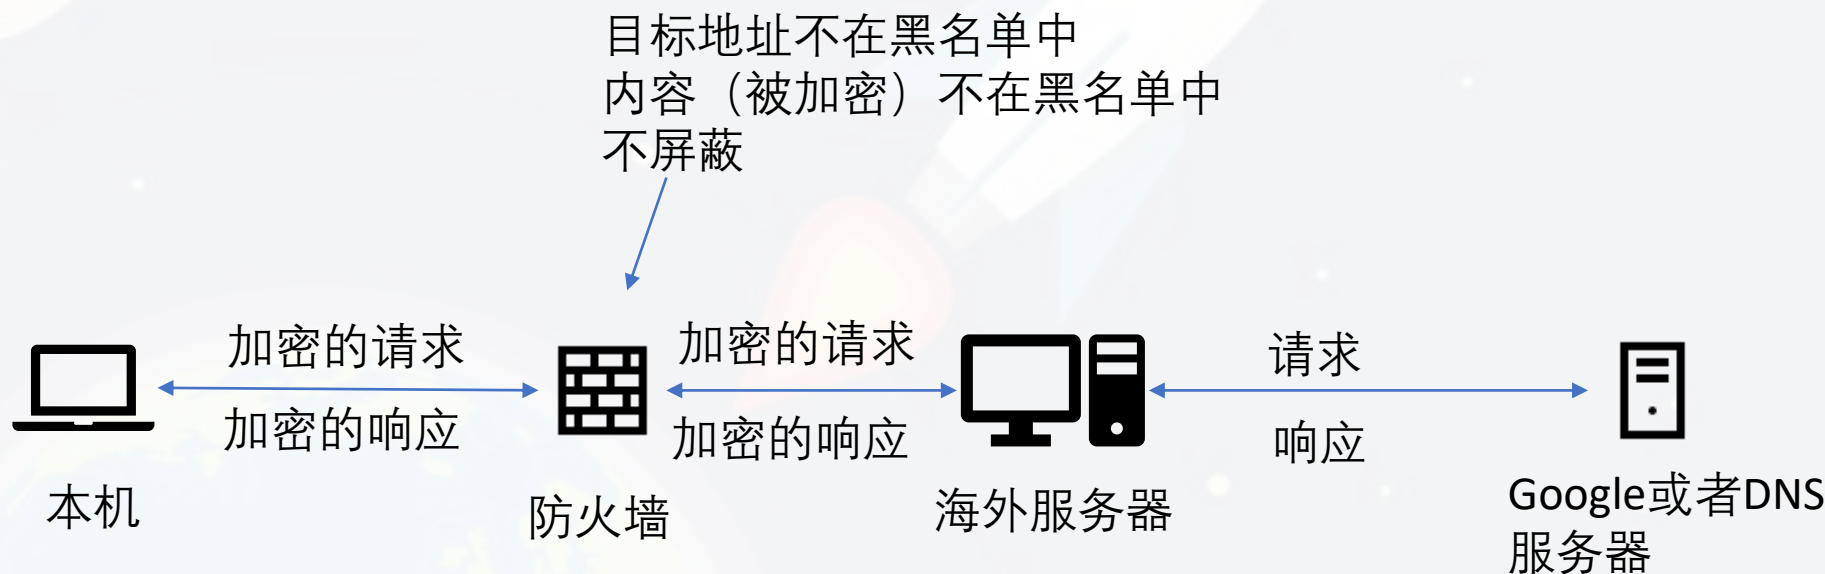 目标地址不在黑名单中
内容（被加密）不在黑名单中
不屏蔽
加密的请求
加密的请求
请求
加密的响应
加密的响应
响应
本机
防火墙
海外服务器
Google或者DNS
服务器